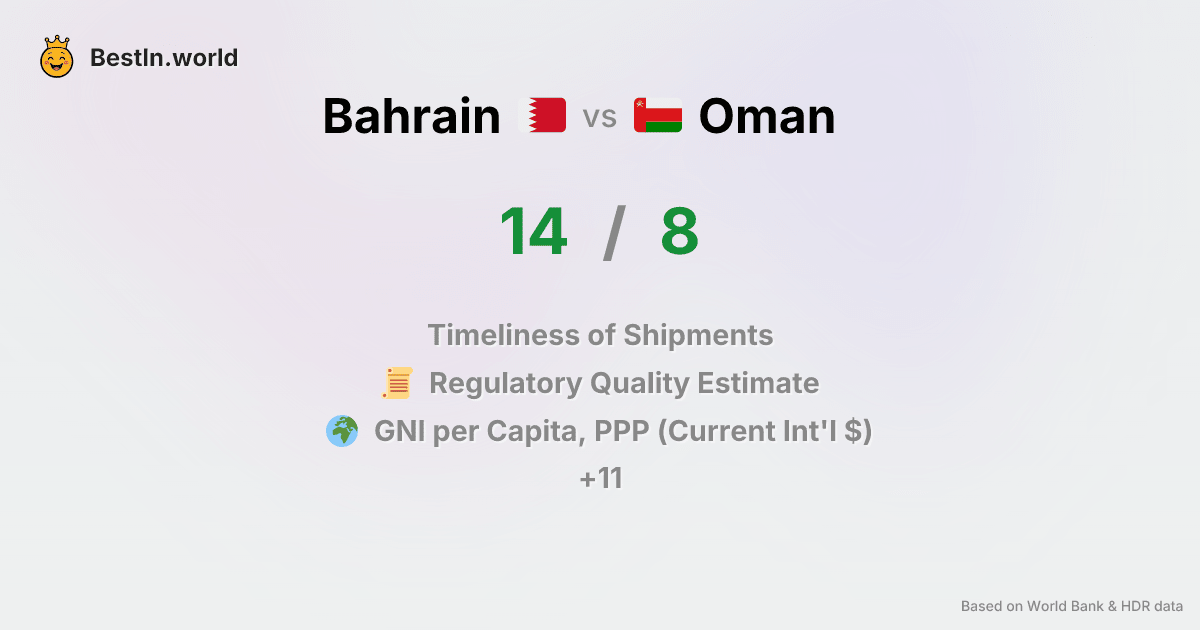 BestIn.world
Bahrain vs Oman
14 / 8
Timeliness of Shipments
Regulatory Quality Estimate
GNI per Capita, PPP (Current Int'l $)
+11
Based on World Bank & HDR data